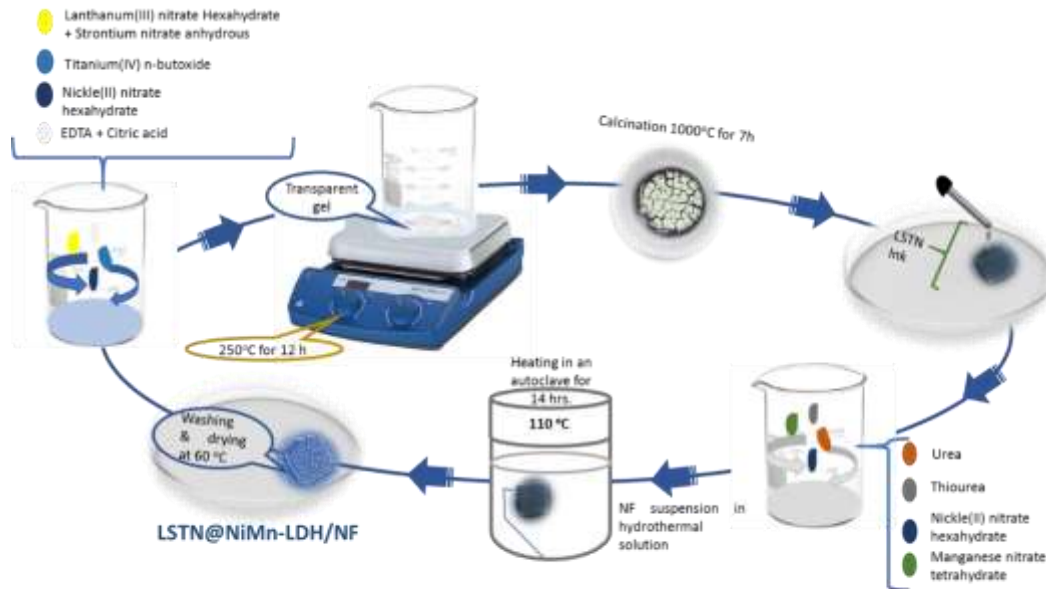 Lanthanum(III) nitrate Hexahydrate
+ Strontium nitrate anhydrous
Titanium(IV) n-butoxide
Nickle(II) nitrate
hexahydrate
EDTA + Citric acid
Transparent
gel
250°C for 12 h
Calcination 1000°C for 7h
LSTN
Ink
Urea
Thiourea
Nickle(II) nitrate
hexahydrate
Manganese nitrate
tetrahydrate
Heating in an
autoclave for
14 hrs.
110 °C
NF suspension in
hydrothermal
solution
Washing
& drying
at 60 °C
LSTN@NiMn-LDH/NF